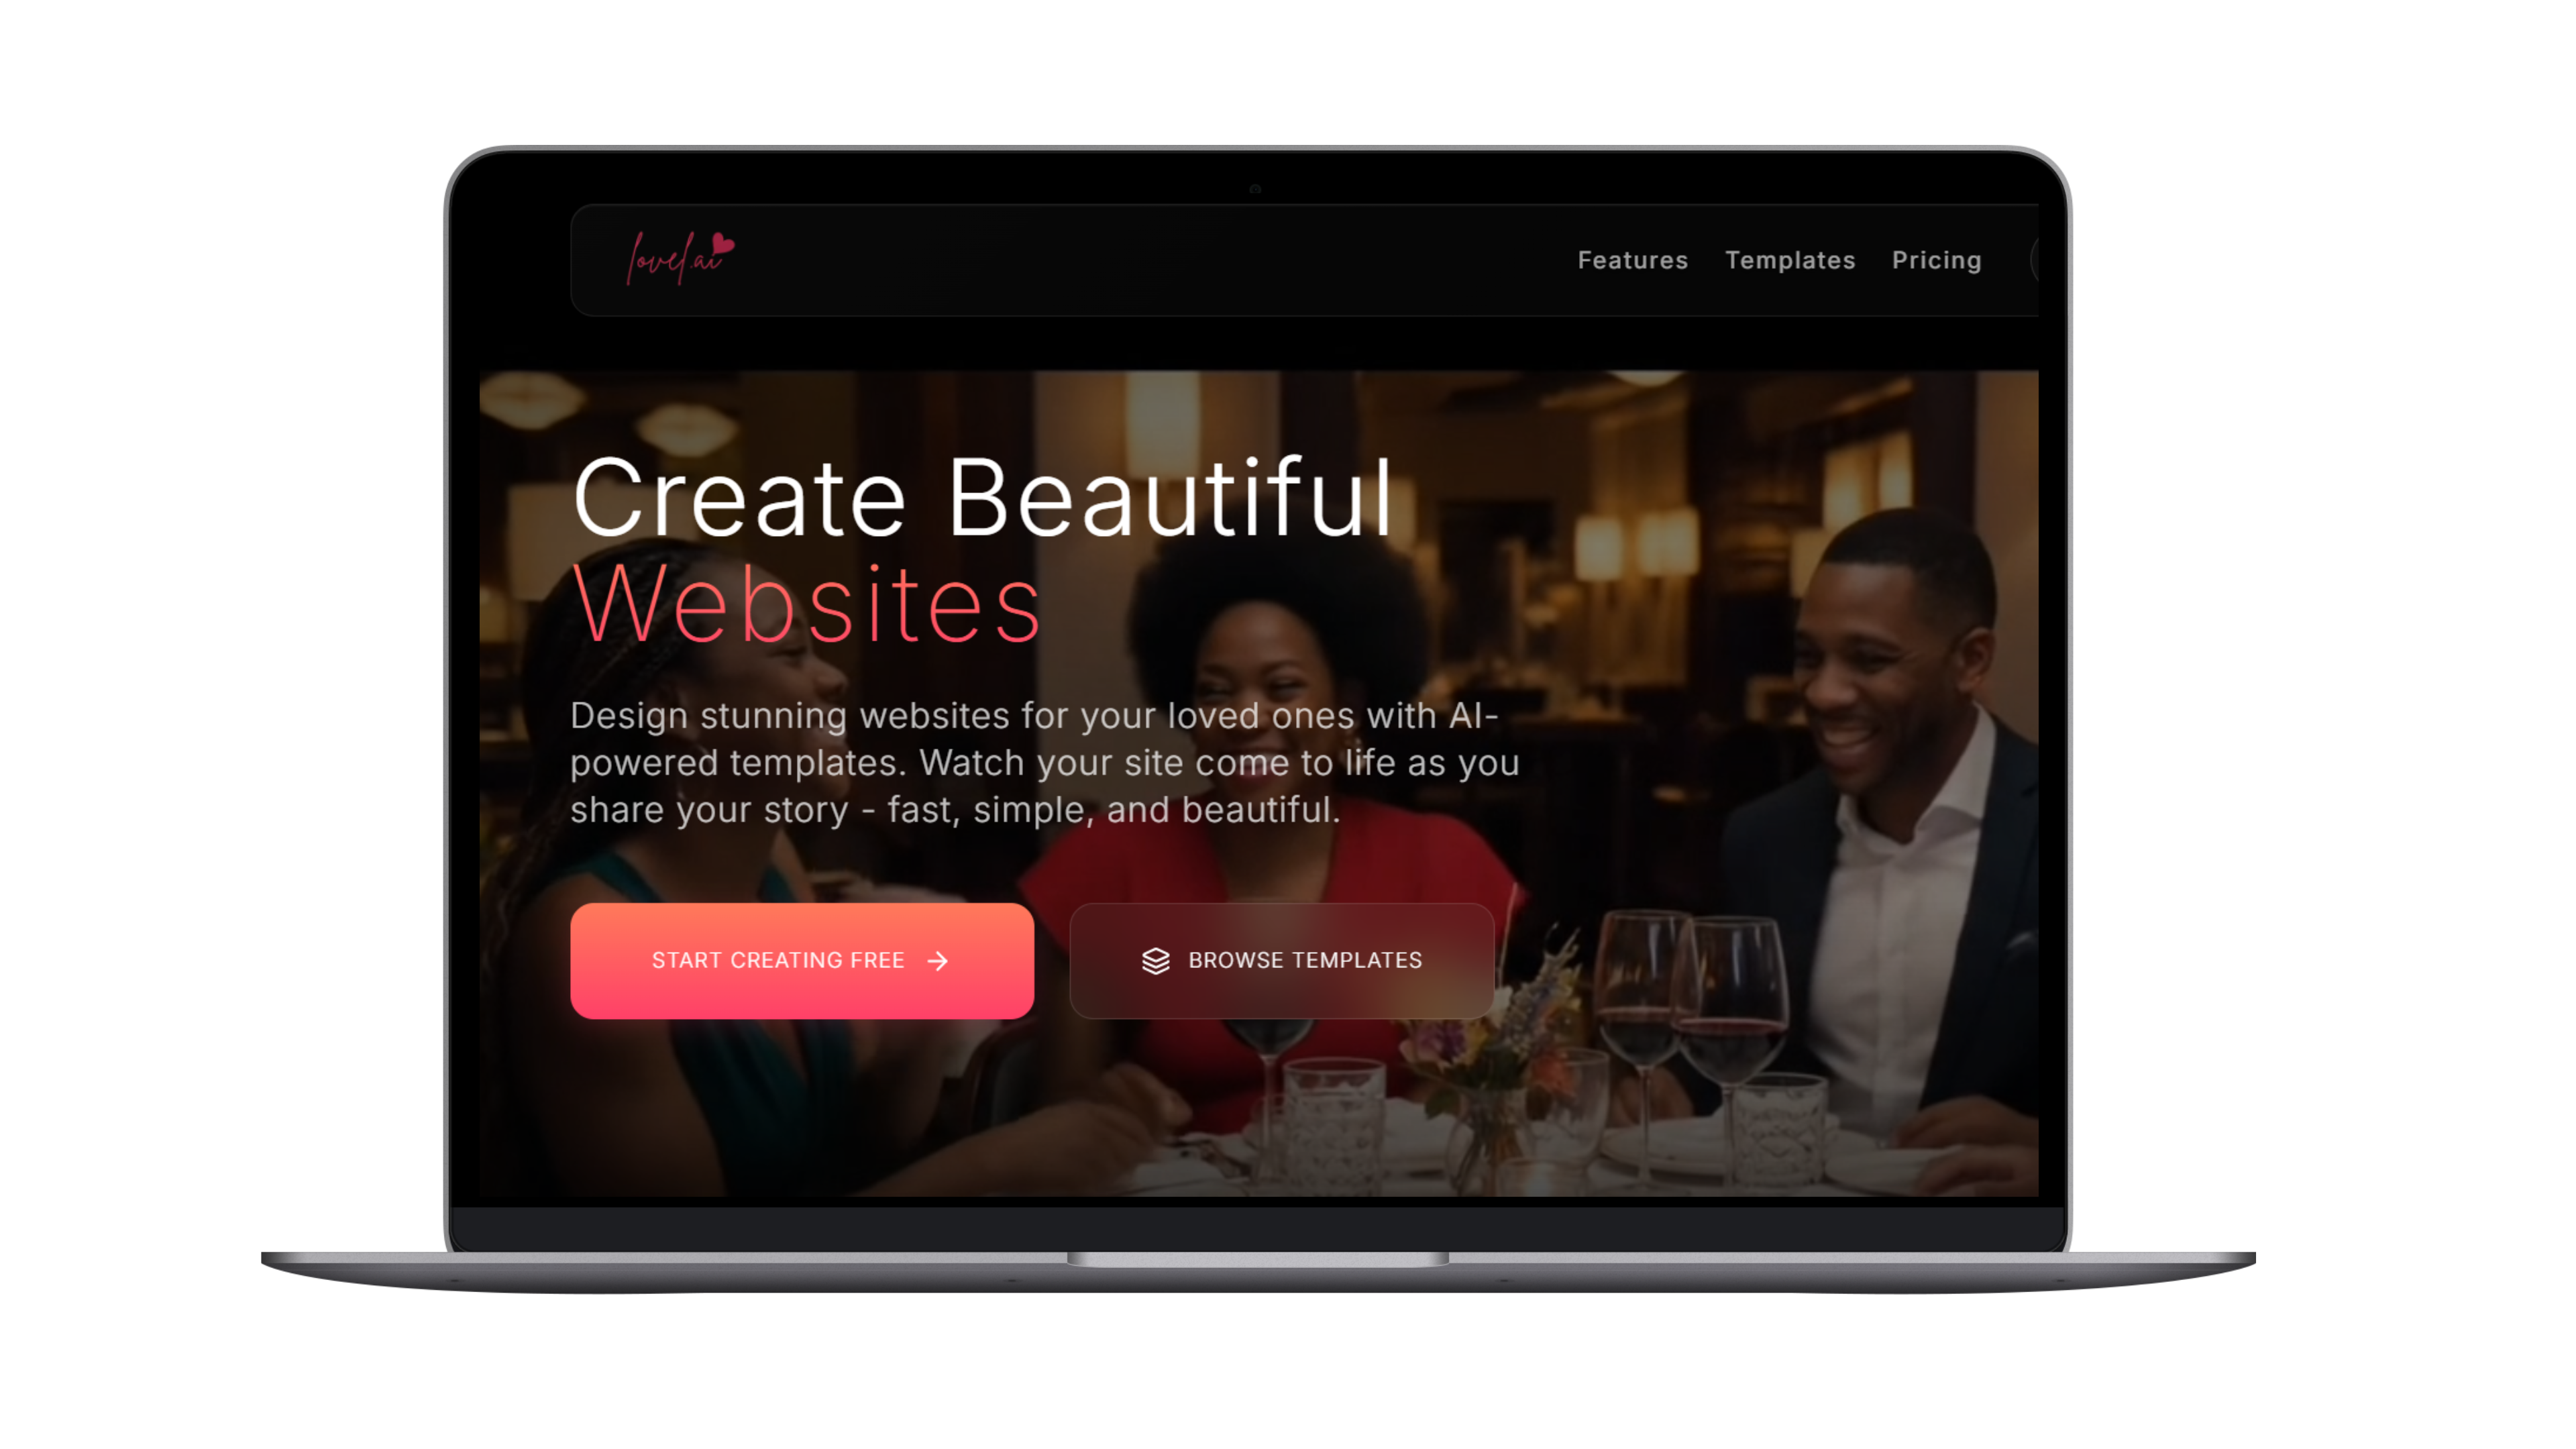 lovel.ai
Features Templates Pricing
Create Beautiful
Websites
Design stunning websites for your loved ones with AI-
powered templates. Watch your site come to life as you
share your story - fast, simple, and beautiful.
START CREATING FREE
BROWSE TEMPLATES